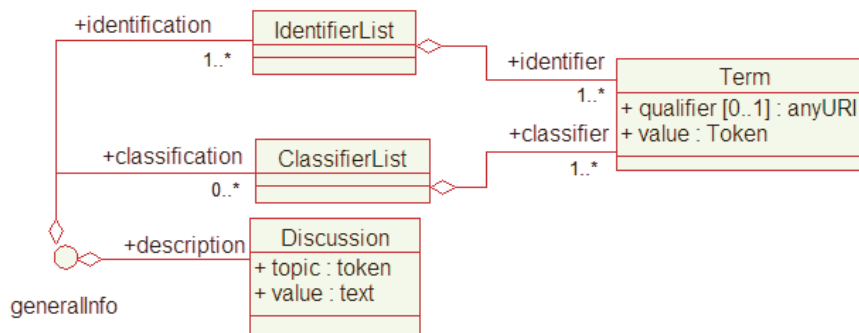 +identification
1..*
IdentifierList
+identifier
1..*
Term
+ qualifier [0..1] : anyURI
+ value : Token
+classifier
1..*
+classification
0..*
ClassifierList
+description
Discussion
+ topic : token
+ value : text
generalInfo